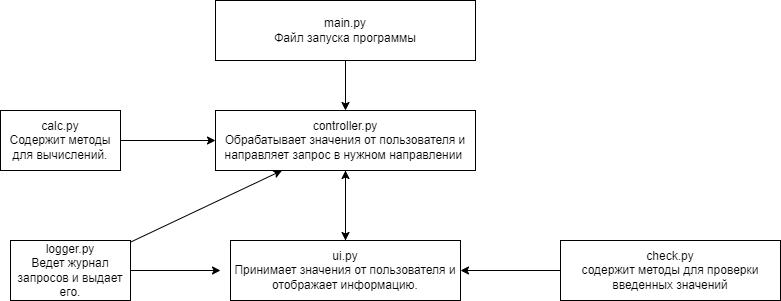 main.py
Файл запуска программы
calc.py
Содержит методы
для вычислений.
controller.py
Обрабатывает значения от пользователя и
направляет запрос в нужном направлении
logger.py
Ведет журнал
запросов и выдает
его.
ui.py
Принимает значения от пользователя и
отображает информацию.
check.py
содержит методы для проверки
введенных значений